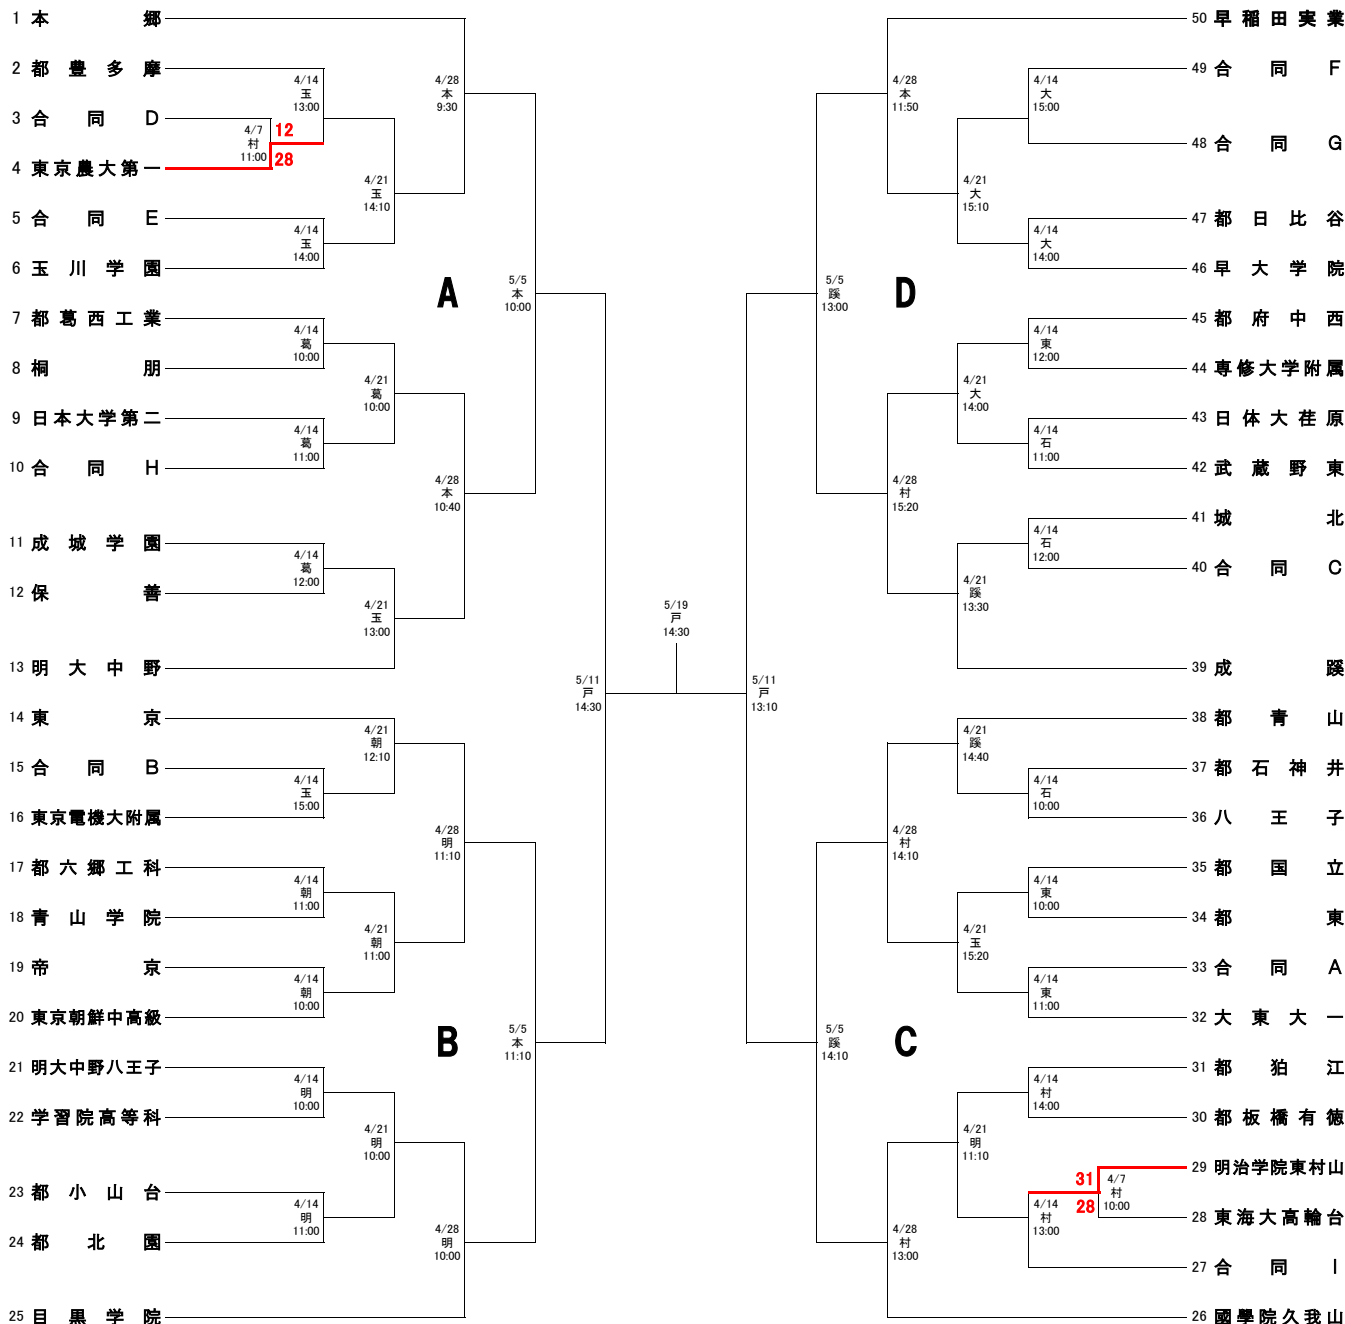 1 本郷
2 都豊多摩
3 合同D
4 東京農大第一
5 合同E
6 玉川学園
7 都葛西工業
8 桐朋
9 日本大学第二
10 合同H
11 成城学園
12 保善
13 明大中野
14 東京
15 合同B
16 東京電機大附属
17 都六郷工科
18 青山学院
19 帝京
20 東京朝鮮中高級
21 明大中野八王子
22 学習院高等科
23 都小山台
24 都北園
25 目黒学院
4/7
村
11:00
12
28
4/14
玉
13:00
4/14
玉
14:00
4/14
葛
10:00
4/14
葛
11:00
4/14
葛
12:00
4/14
玉
15:00
4/14
朝
11:00
4/14
朝
10:00
4/14
明
10:00
4/14
明
11:00
4/21
玉
14:10
4/21
葛
10:00
4/21
玉
13:00
4/21
朝
12:10
4/21
朝
11:00
4/21
明
10:00
4/28
本
9:30
4/28
本
10:40
4/28
明
11:10
4/28
明
10:00
A
B
5/5
本
10:00
5/5
本
11:10
5/11
戸
14:30
5/19
戸
14:30
5/11
戸
13:10
5/5
蹊
13:00
5/5
蹊
14:10
D
C
4/28
本
11:50
4/28
村
15:20
4/28
村
14:10
4/28
村
13:00
4/21
大
15:10
4/21
大
14:00
4/21
蹊
13:30
4/21
蹊
14:40
4/21
玉
15:20
4/21
明
11:10
4/14
大
15:00
4/14
大
14:00
4/14
東
12:00
4/14
石
11:00
4/14
石
12:00
4/14
石
10:00
4/14
東
10:00
4/14
東
11:00
4/14
村
14:00
4/14
村
13:00
31
28
4/7
村
10:00
50 早稲田実業
49 合同F
48 合同G
47 都日比谷
46 早大学院
45 都府中西
44 専修大学附属
43 日体大荏原
42 武蔵野東
41 城北
40 合同C
39 成蹊
38 都青山
37 都石神井
36 八王子
35 都国立
34 都東
33 合同A
32 大東大一
31 都狛江
30 都板橋有徳
29 明治学院東村山
28 東海大高輪台
27 合同I
26 國學院久我山